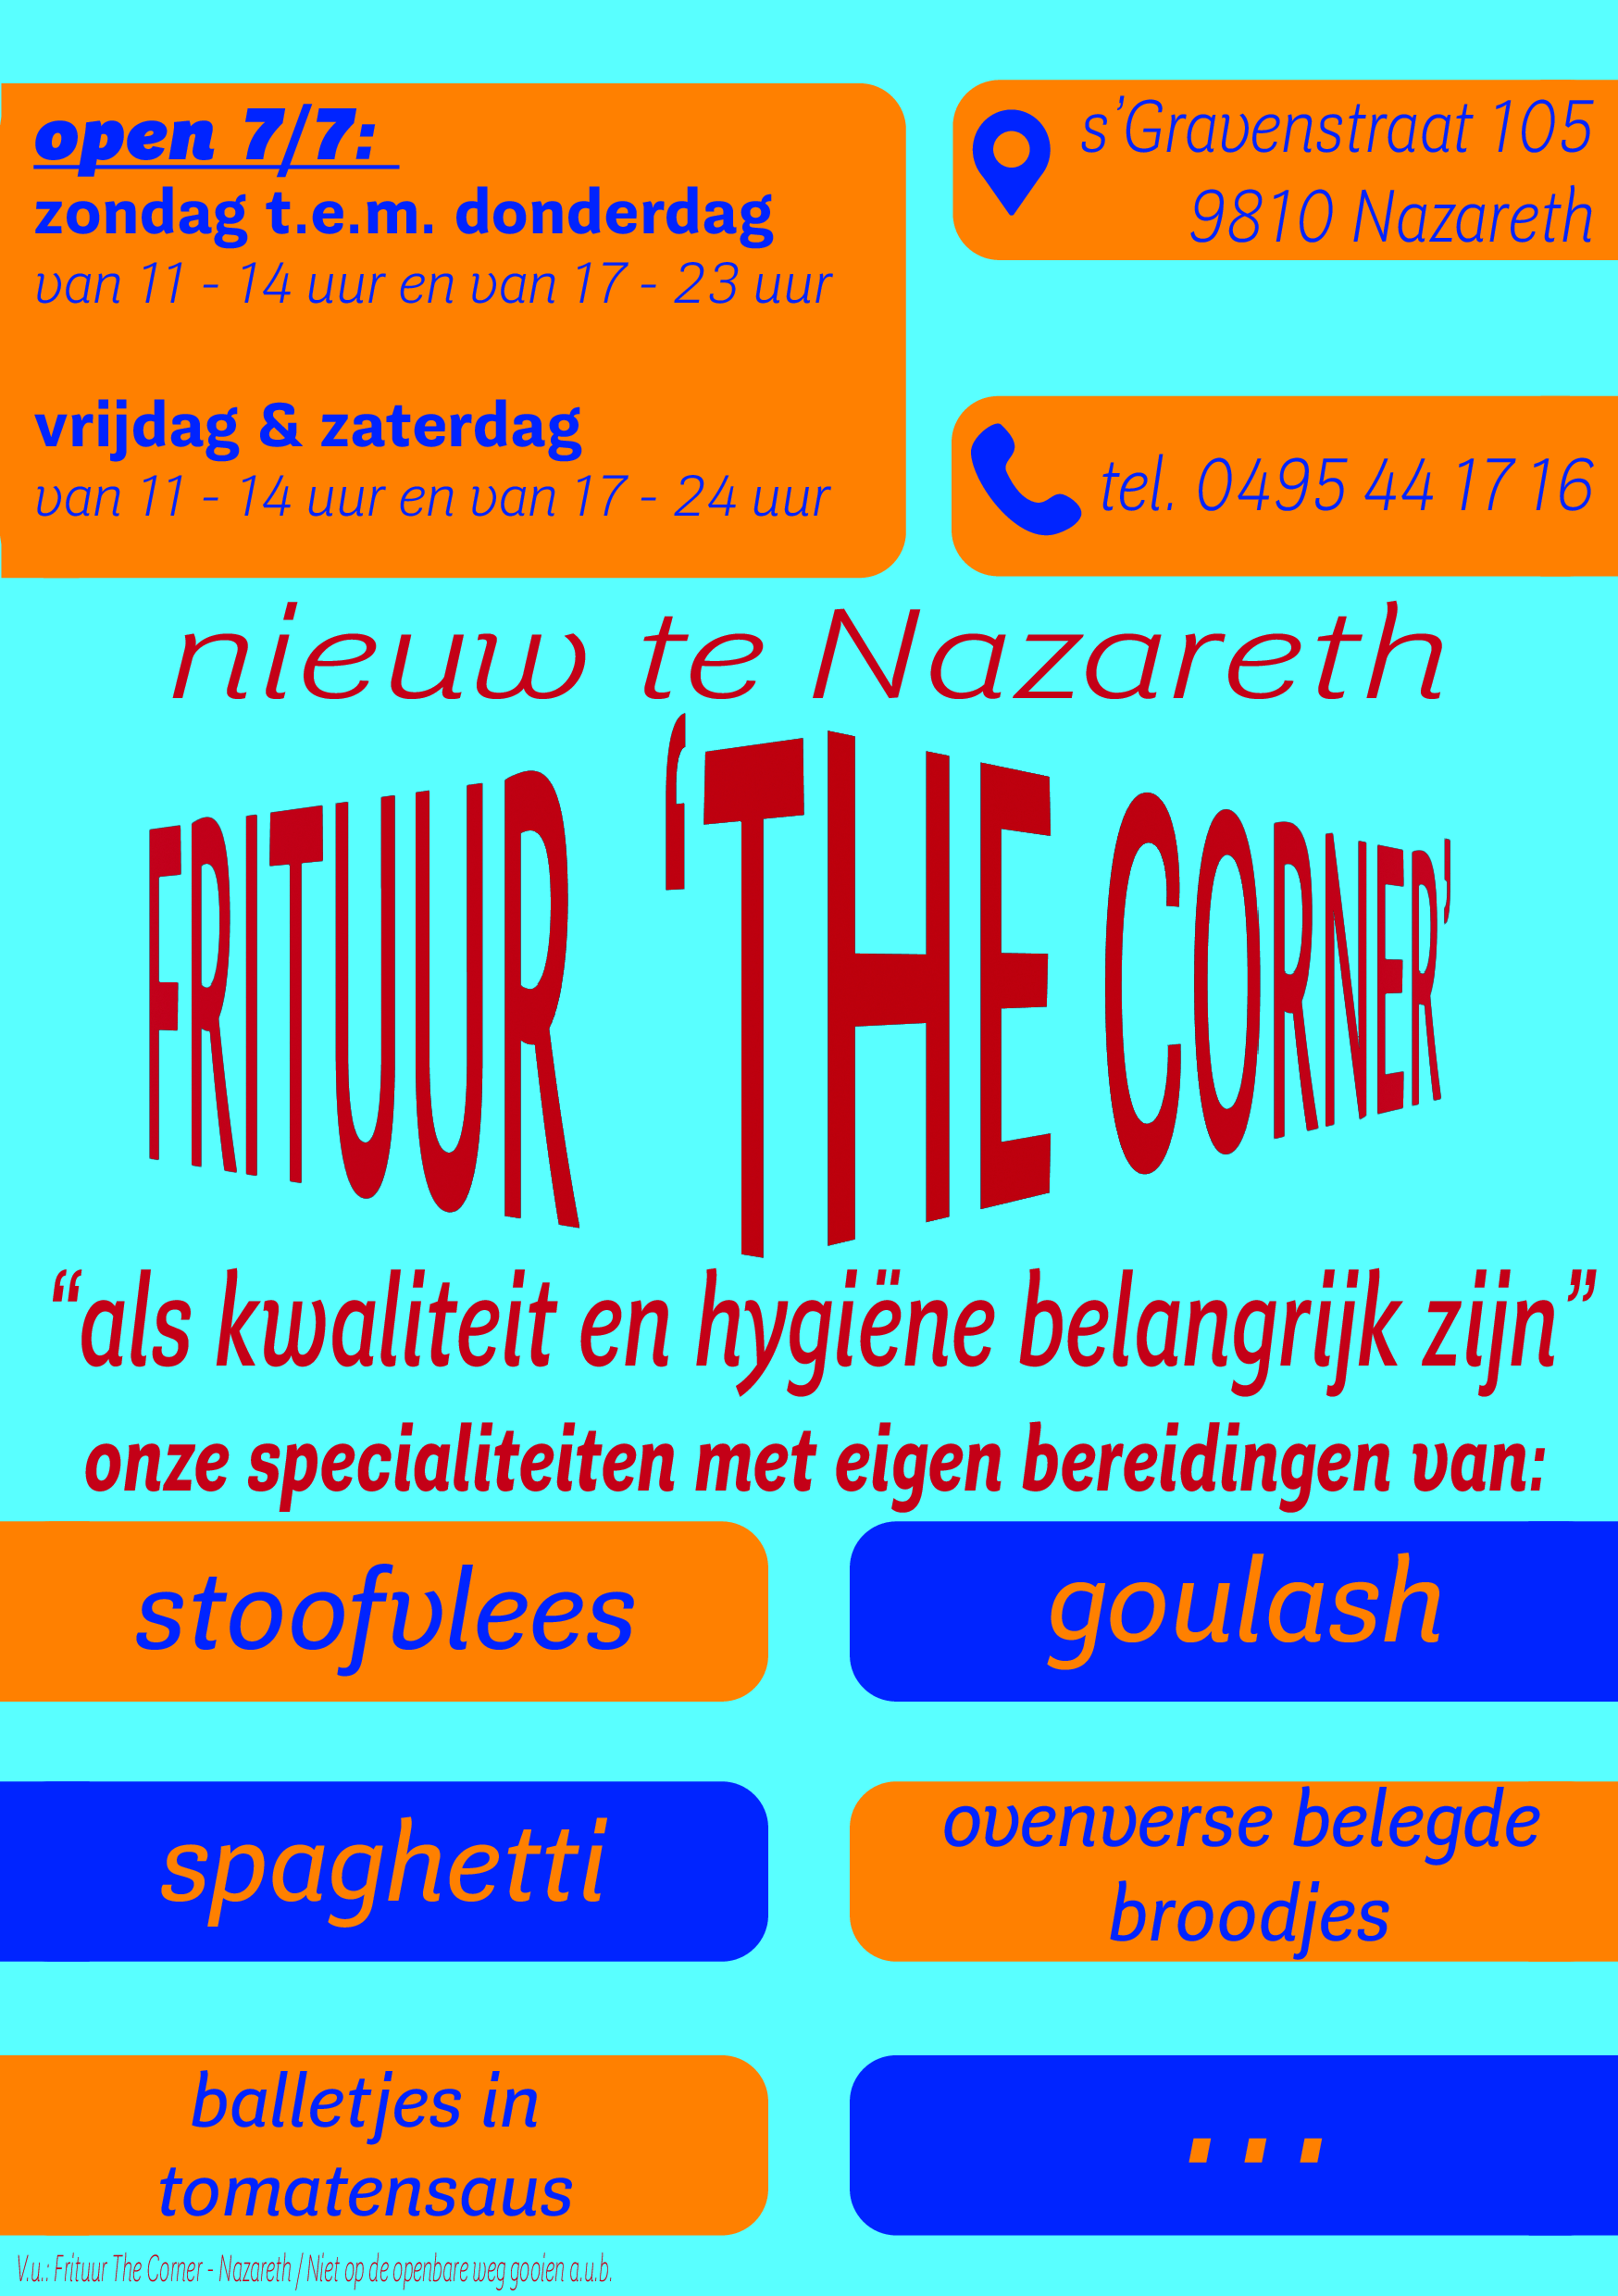 open 7/7:
zondag t.e.m. donderdag
van 11 - 14 uur en van 17 - 23 uur
vrijdag & zaterdag
van 11 - 14 uur en van 17 - 24 uur
s’Gravenstraat 105
9810 Nazareth
tel. 0495 44 17 16
nieuw te Nazareth
FRITUUR ‘THE CORNER’
“als kwaliteit en hygiëne belangrijk zijn”
onze specialiteiten met eigen bereidingen van:
stoofvlees
goulash
spaghetti
ovenverse belegde
broodjes
balletjes in
tomatensaus
...
V.u.: Frituur The Corner - Nazareth / Niet op de openbare weg gooien a.u.b.